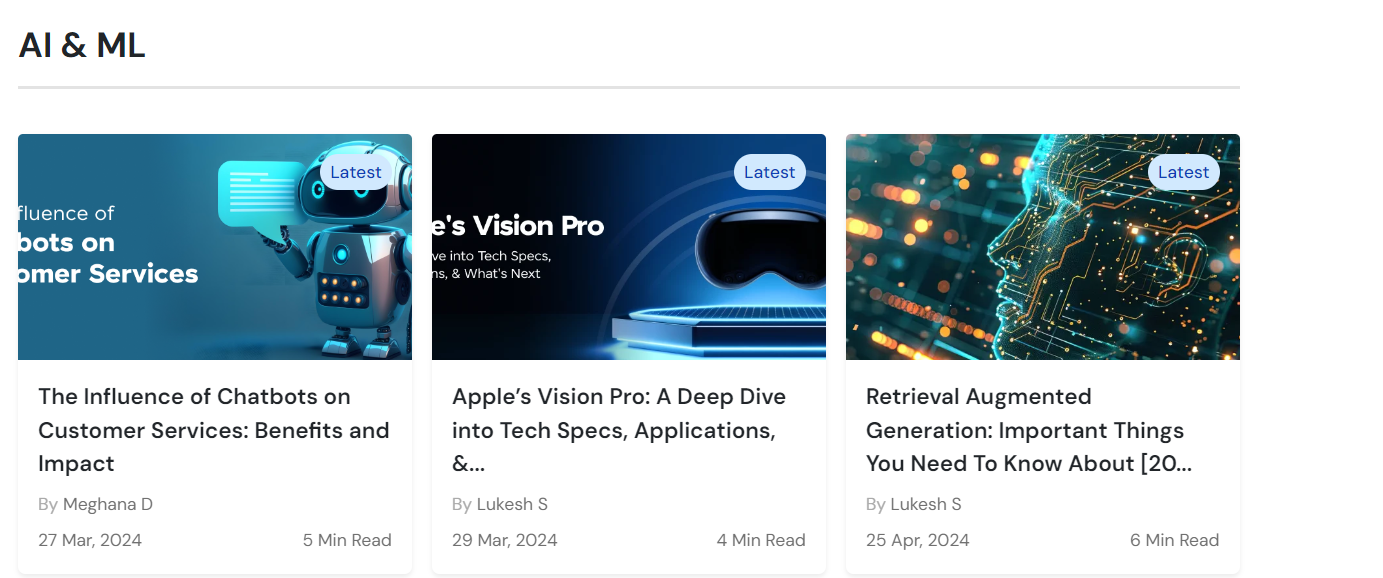 AI & ML
Latest
fluence of
bots on
omer Services
The Influence of Chatbots on
Customer Services: Benefits and
Impact
By Meghana D
27 Mar, 2024 5 Min Read
Latest
e's Vision Pro
ve into Tech Specs,
ns, & What's Next
Apple’s Vision Pro: A Deep Dive
into Tech Specs, Applications,
&...
By Lukesh S
29 Mar, 2024 4 Min Read
Latest
Retrieval Augmented
Generation: Important Things
You Need To Know About [20...
By Lukesh S
25 Apr, 2024 6 Min Read